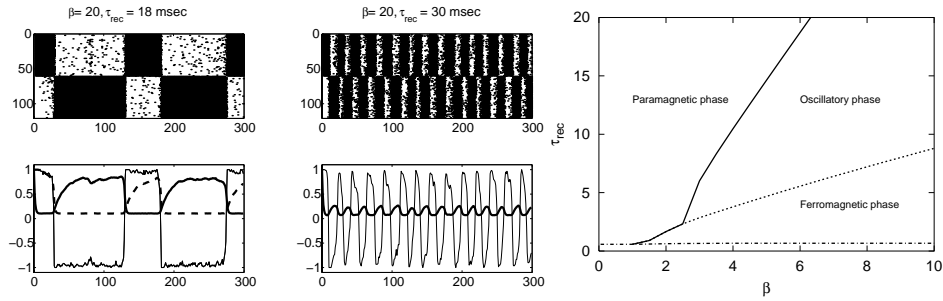 β= 20, τrec = 18 msec
0
50
100
0 100 200 300
1
0.5
0
−0.5
−1
0 100 200 300
β= 20, τrec = 30 msec
0
50
100
0 100 200 300
1
0.5
0
−0.5
−1
0 100 200 300
20
15
10
5
0
τrec
Paramagnetic phase
Oscillatory phase
Ferromagnetic phase
0 2 4 6 8 10
β